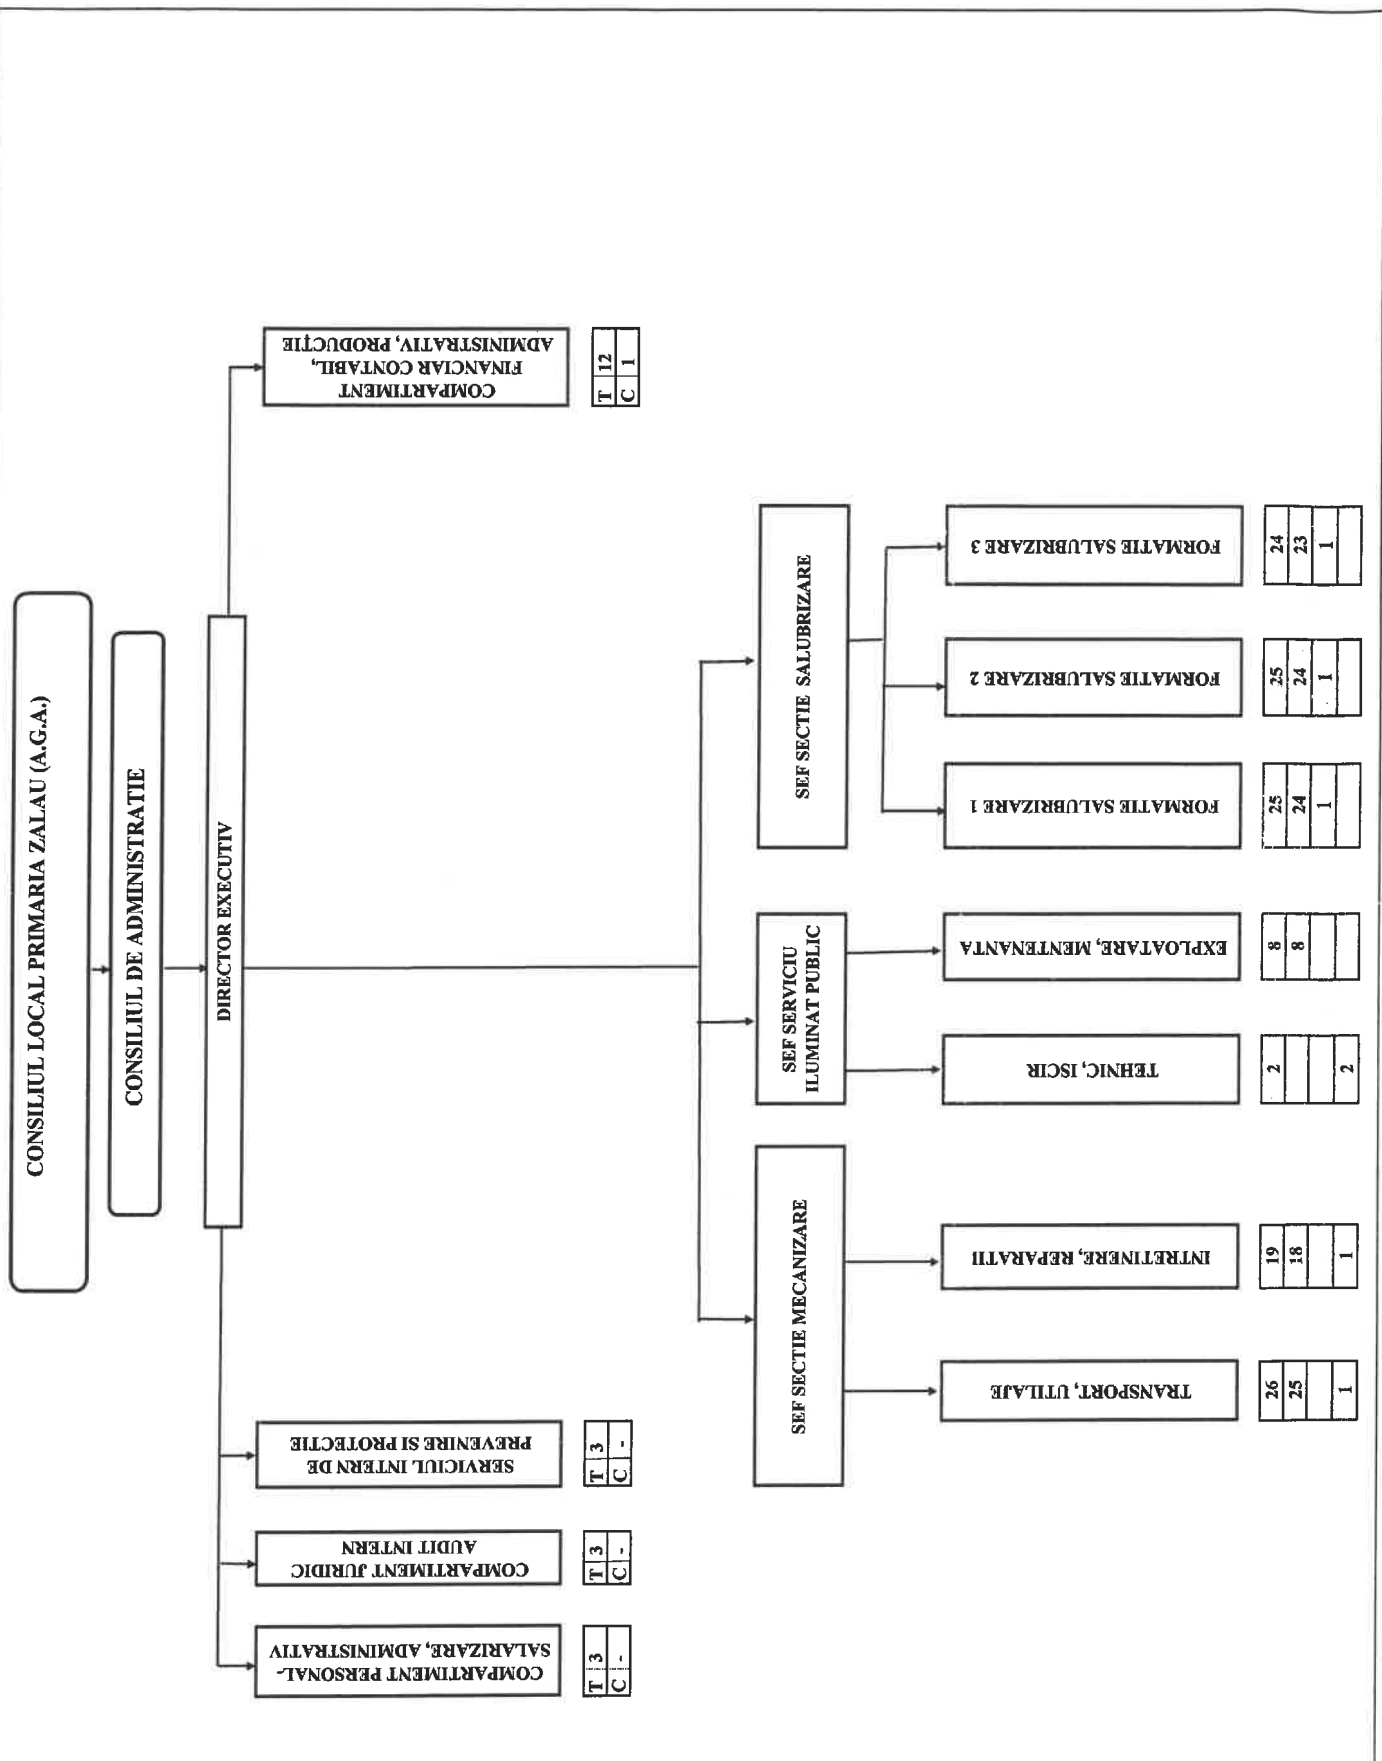 CONSILIUL LOCAL PRIMARIA ZALAU (A.G.A.)
CONSILIUL DE ADMINISTRATIE
DIRECTOR EXECUTIV
COMPARTIMENT PERSONAL-
SALARIZARE, ADMINISTRATIV
T 3
C -
COMPARTIMENT JURIDIC
AUDIT INTERN
T 3
C -
SERVICIUL INTERN DE
PREVENIRE SI PROTECTIE
T 3
C -
COMPARTIMENT
FINANCIAR CONTABIL,
ADMINISTRATIV, PRODUCŢIE
T 12
C 1
SEF SECTIE MECANIZARE
SEF SERVICIU
ILUMINAT PUBLIC
SEF SECTIE SALUBRIZARE
TRANSPORT, UTILAJE
26
25
1
INTRETINERE, REPARATII
19
18
1
TEHNIC, ISCIR
2
2
EXPLOATARE, MENTENANTA
8
8
FORMATIE SALUBRIZARE 1
25
24
1
FORMATIE SALUBRIZARE 2
25
24
1
FORMATIE SALUBRIZARE 3
24
23
1